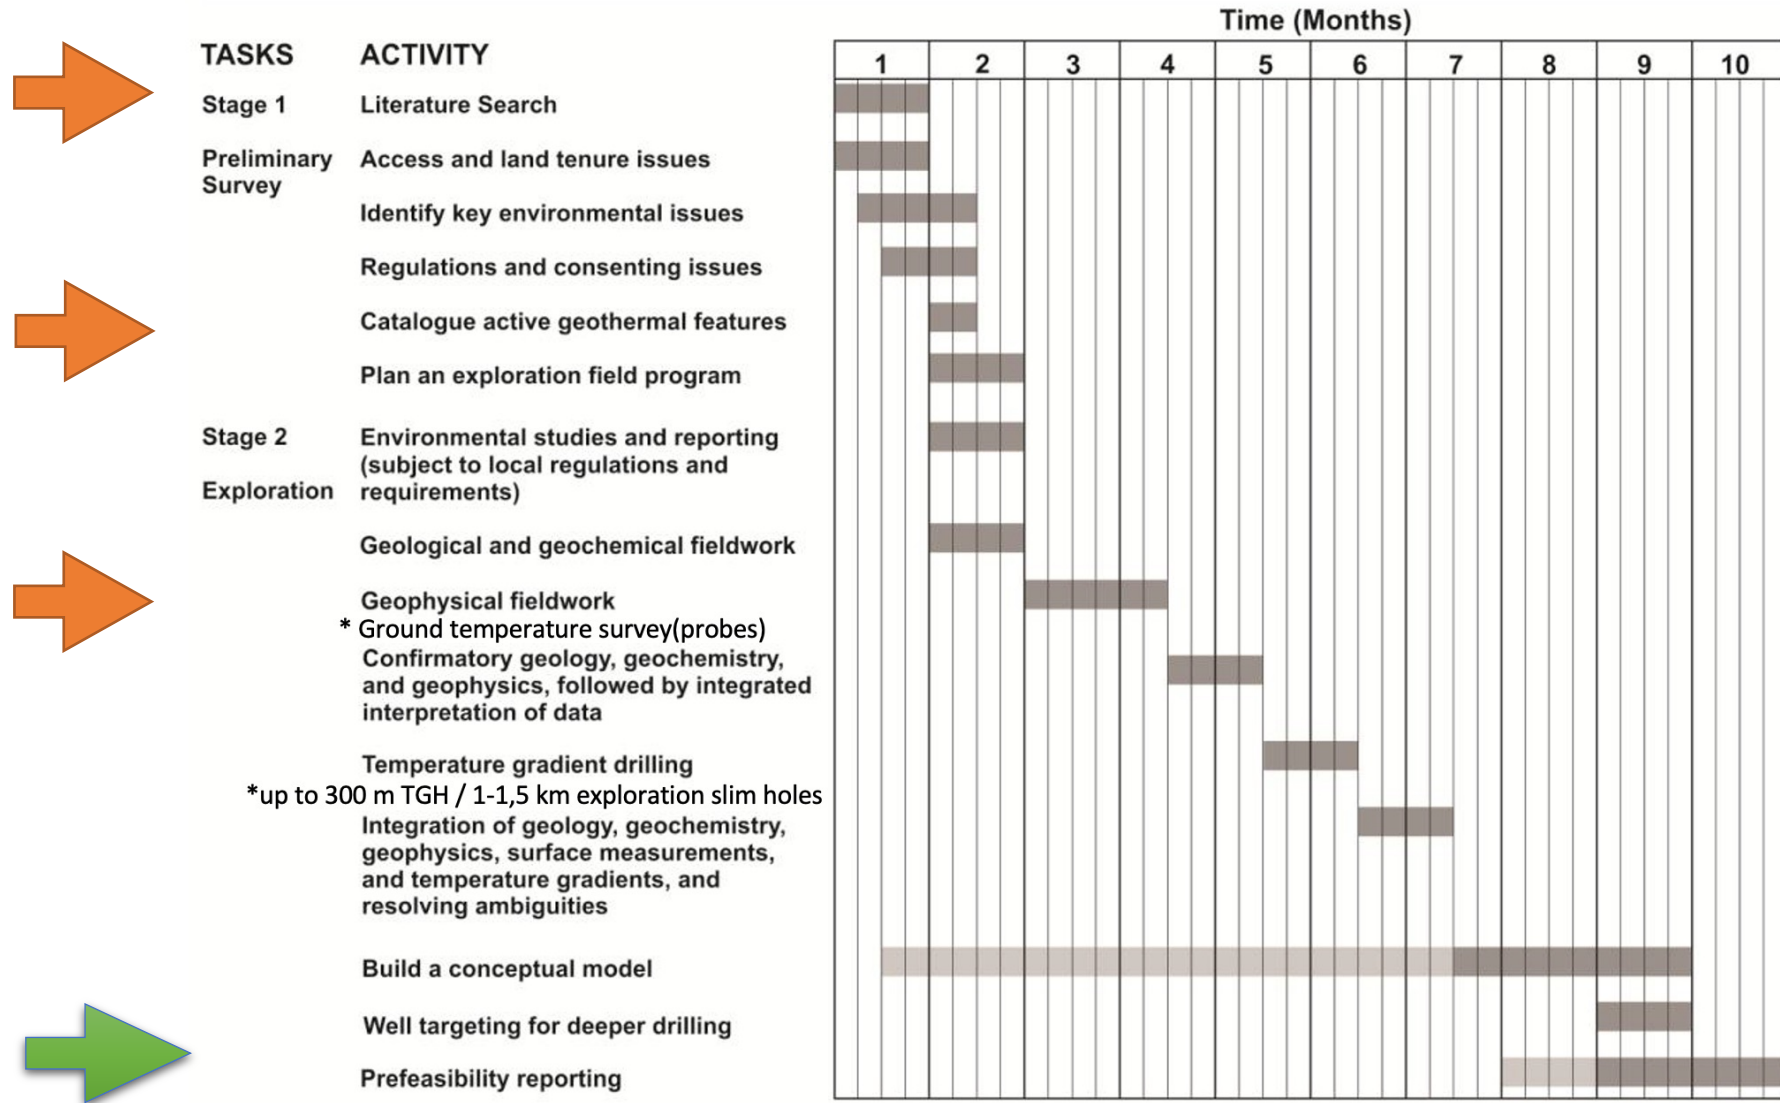 Time (Months)
TASKS ACTIVITY 1 2 3 4 5 6 7 8 9 10
Stage 1 Literature Search
Preliminary Access and land tenure issues
Survey
Identify key environmental issues
Regulations and consenting issues
Catalogue active geothermal features
Plan an exploration field program
Stage 2 Environmental studies and reporting
(subject to local regulations and
Exploration requirements)
Geological and geochemical fieldwork
Geophysical fieldwork
* Ground temperature survey(probes)
Confirmatory geology, geochemistry,
and geophysics, followed by integrated
interpretation of data
Temperature gradient drilling
*up to 300 m TGH / 1-1,5 km exploration slim holes
Integration of geology, geochemistry,
geophysics, surface measurements,
and temperature gradients, and
resolving ambiguities
Build a conceptual model
Well targeting for deeper drilling
Prefeasibility reporting